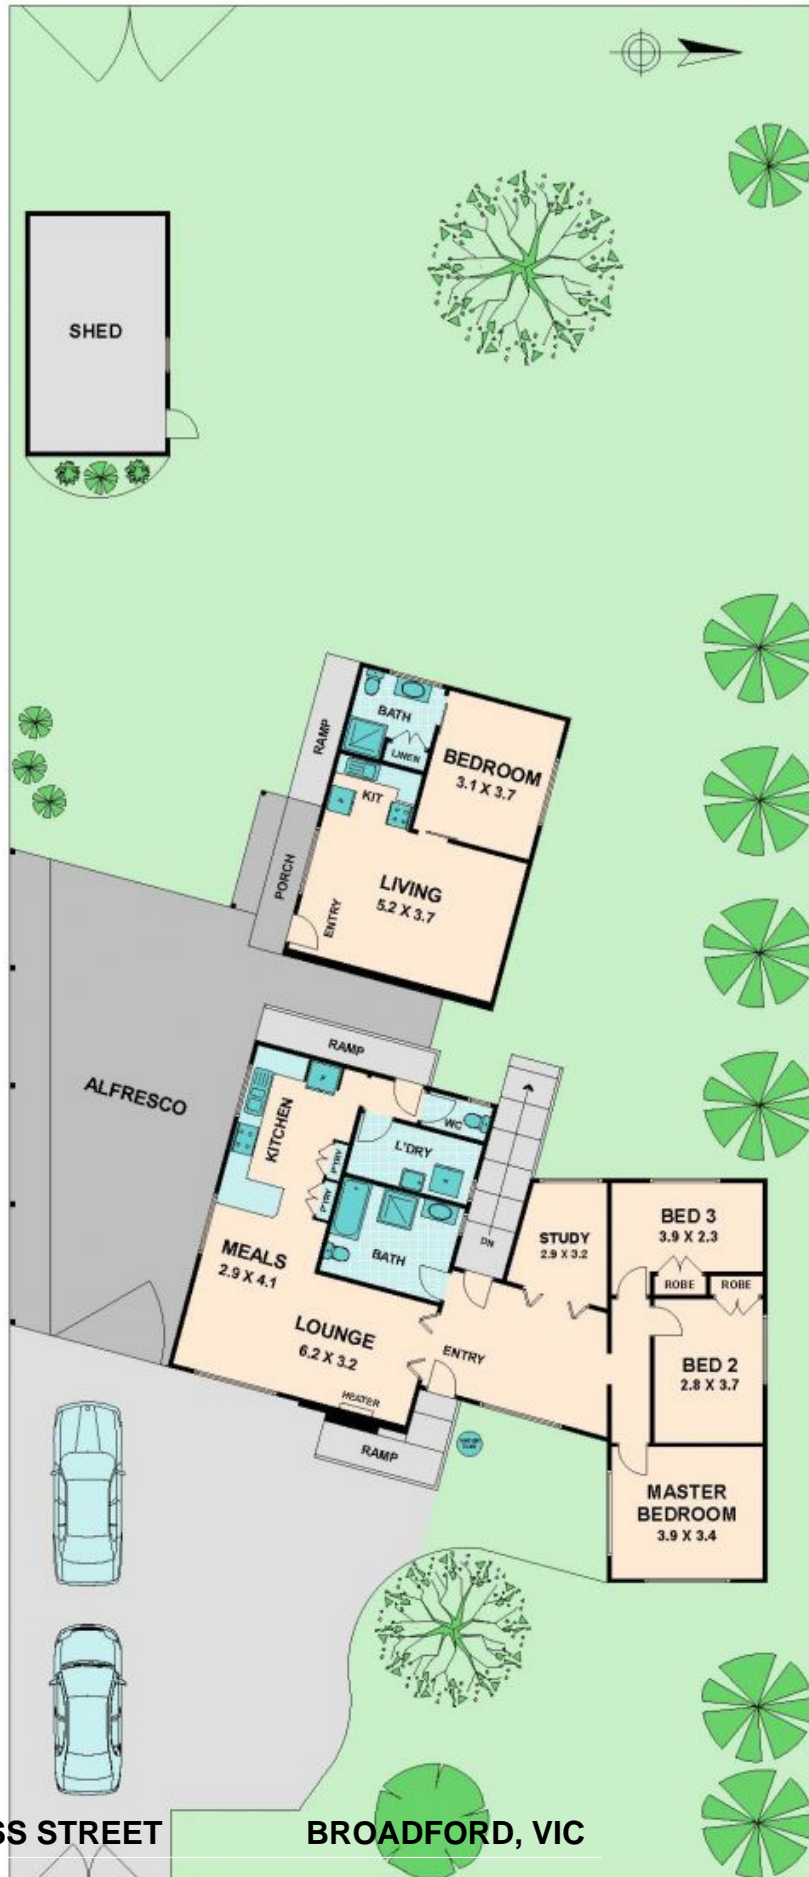 SHED
BATH
LINEN
RAMP
BEDROOM
3.1 X 3.7
KIT
PORCH
LIVING
5.2 X 3.7
ENTRY
RAMP
ALFRESCO
KITCHEN
WC
L'DRY
P'TRY
P'TRY
BATH
DN
MEALS
2.9 X 4.1
STUDY
2.9 X 3.2
BED 3
3.9 X 2.3
ROBE
ROBE
LOUNGE
6.2 X 3.2
ENTRY
BED 2
2.8 X 3.7
HEATER
RAMP
MASTER
BEDROOM
3.9 X 3.4
SS STREET BROADFORD, VIC